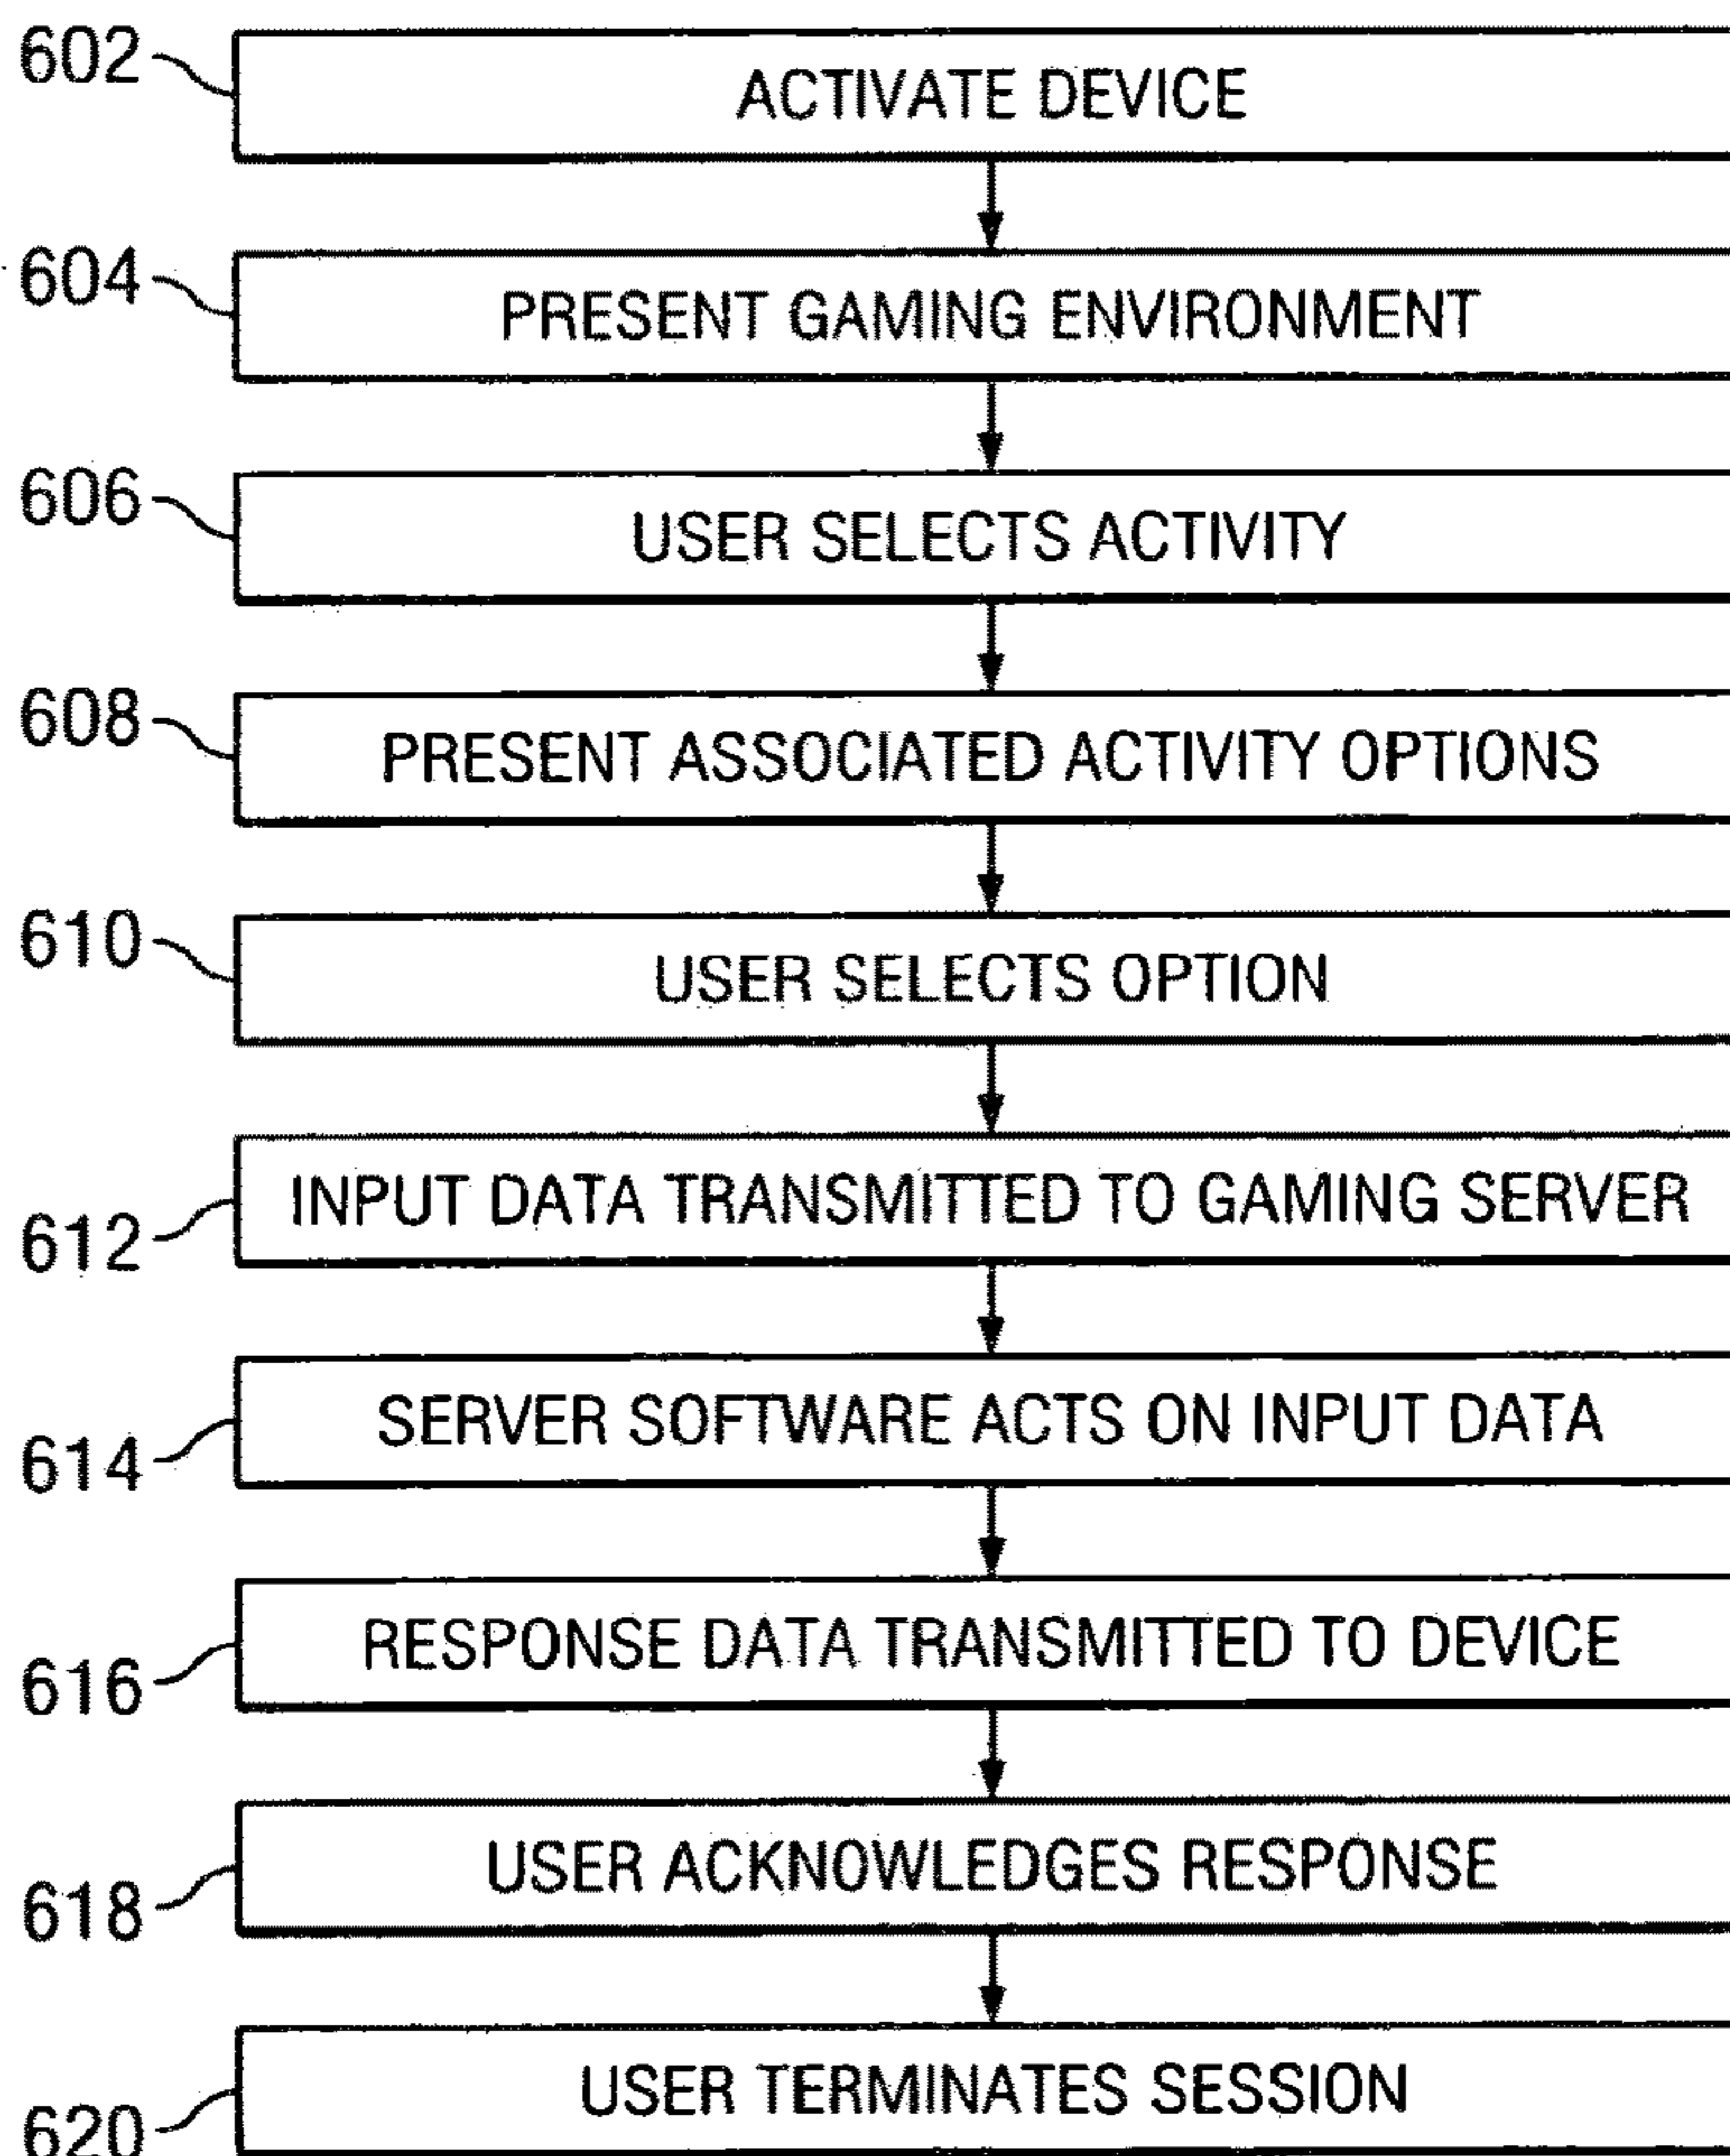 602
ACTIVATE DEVICE
604
PRESENT GAMING ENVIRONMENT
606
USER SELECTS ACTIVITY
608
PRESENT ASSOCIATED ACTIVITY OPTIONS
610
USER SELECTS OPTION
612
INPUT DATA TRANSMITTED TO GAMING SERVER
614
SERVER SOFTWARE ACTS ON INPUT DATA
616
RESPONSE DATA TRANSMITTED TO DEVICE
618
USER ACKNOWLEDGES RESPONSE
620
USER TERMINATES SESSION